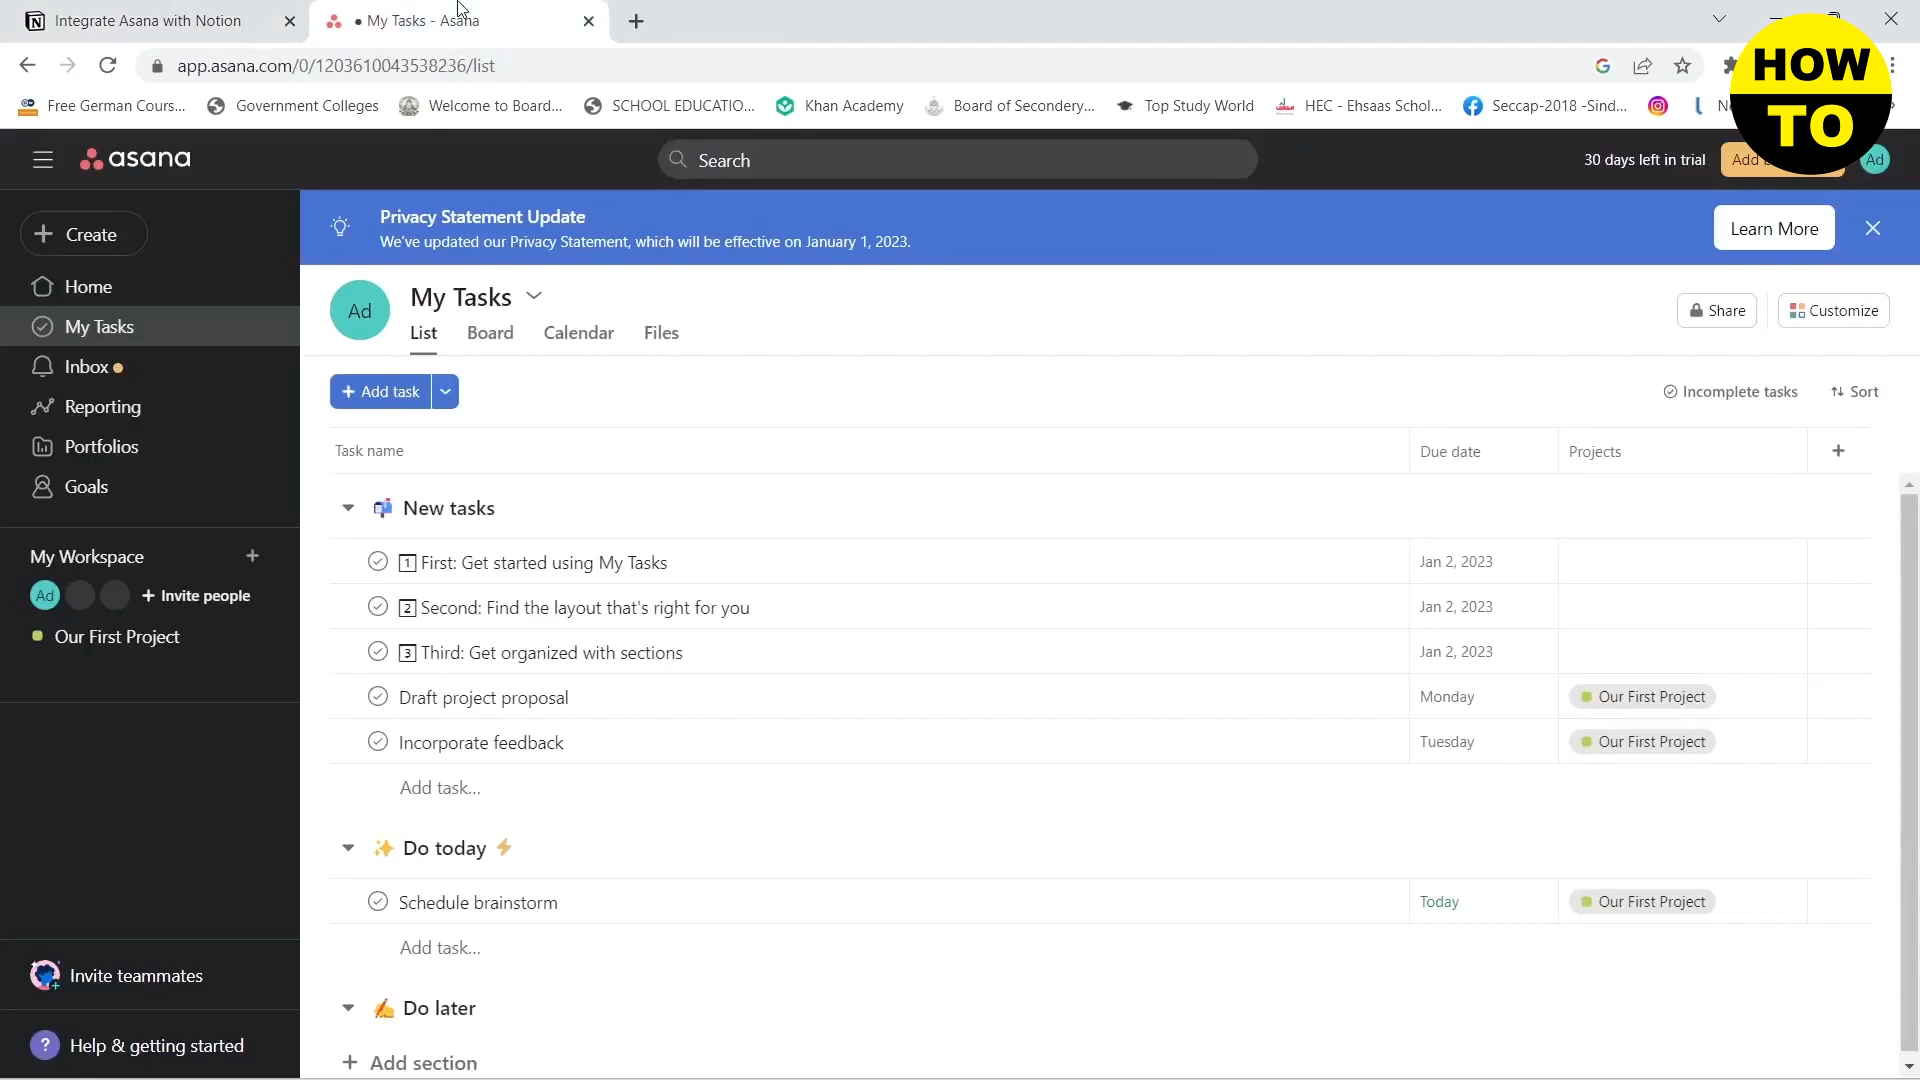 Integrate Asana with Notion
• My Tasks - Asana
app.asana.com/0/1203610043538236/list
Free German Cours...
Government Colleges
Welcome to Board...
SCHOOL EDUCATIO...
Khan Academy
Board of Secondery...
Top Study World
HEC - Ehsaas Schol...
Seccap-2018 -Sind...
HOW
TO
asana
Search
30 days left in trial
Add
Ad
Create
Home
My Tasks
Inbox
Reporting
Portfolios
Goals
My Workspace
Ad
+ Invite people
Our First Project
Invite teammates
? Help & getting started
Privacy Statement Update
We've updated our Privacy Statement, which will be effective on January 1, 2023.
Learn More
Ad
My Tasks
List Board Calendar Files
Share
Customize
+ Add task
Incomplete tasks
Sort
Task name Due date Projects +
New tasks
1 First: Get started using My Tasks Jan 2, 2023
2 Second: Find the layout that's right for you Jan 2, 2023
3 Third: Get organized with sections Jan 2, 2023
Draft project proposal Monday Our First Project
Incorporate feedback Tuesday Our First Project
Add task...
Do today
Schedule brainstorm Today Our First Project
Add task...
Do later
+ Add section